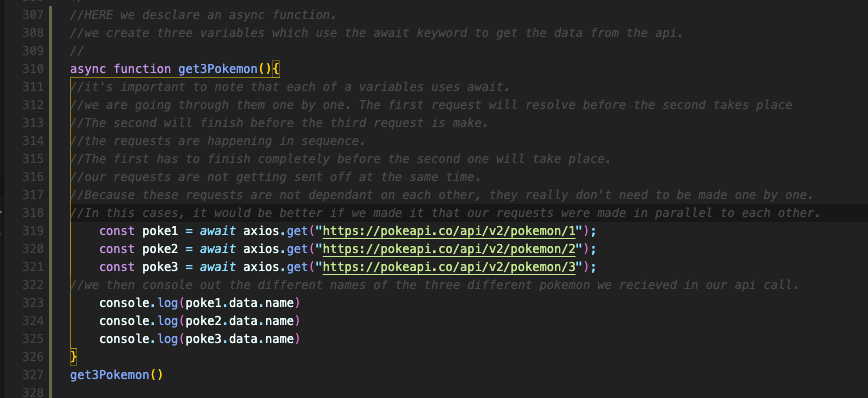 307 //HERE we desclare an async function.
308 //we create three variables which use the await keyword to get the data from the api.
309 //
310 async function get3Pokemon(){
311 //it's important to note that each of a variables uses await.
312 //we are going through them one by one. The first request will resolve before the second takes place
313 //The second will finish before the third request is make.
314 //the requests are happening in sequence.
315 //The first has to finish completely before the second one will take place.
316 //our requests are not getting sent off at the same time.
317 //Because these requests are not dependant on each other, they really don't need to be made one by one.
318 //In this cases, it would be better if we made it that our requests were made in parallel to each other.
319 const poke1 = await axios.get("https://pokeapi.co/api/v2/pokemon/1");
320 const poke2 = await axios.get("https://pokeapi.co/api/v2/pokemon/2");
321 const poke3 = await axios.get("https://pokeapi.co/api/v2/pokemon/3");
322 //we then console out the different names of the three different pokemon we recieved in our api call.
323 console.log(poke1.data.name)
324 console.log(poke2.data.name)
325 console.log(poke3.data.name)
326 }
327 get3Pokemon()
328